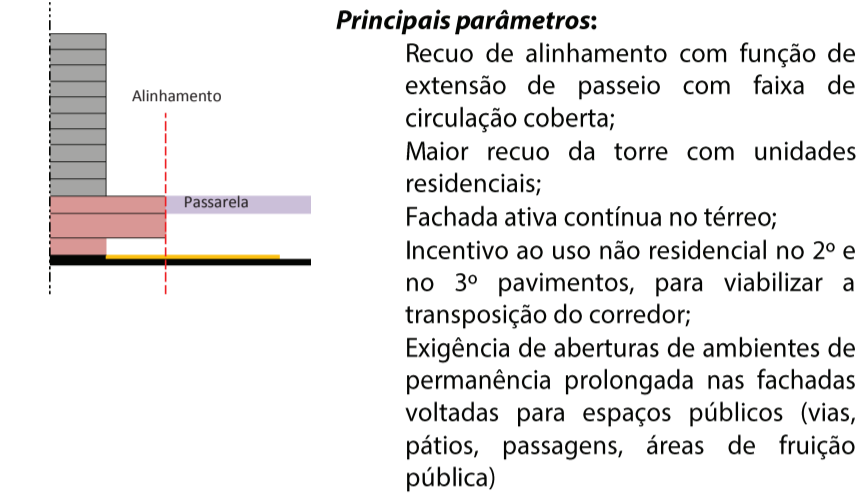 Principais parâmetros:
Recuo de alinhamento com função de
extensão de passeio com faixa de
circulação coberta;
Maior recuo da torre com unidades
residenciais;
Fachada ativa contínua no térreo;
Incentivo ao uso não residencial no 2º e
no 3º pavimentos, para viabilizar a
transposição do corredor;
Exigência de aberturas de ambientes de
permanência prolongada nas fachadas
voltadas para espaços públicos (vias,
pátios, passagens, áreas de fruição
pública)
Alinhamento
Passarela